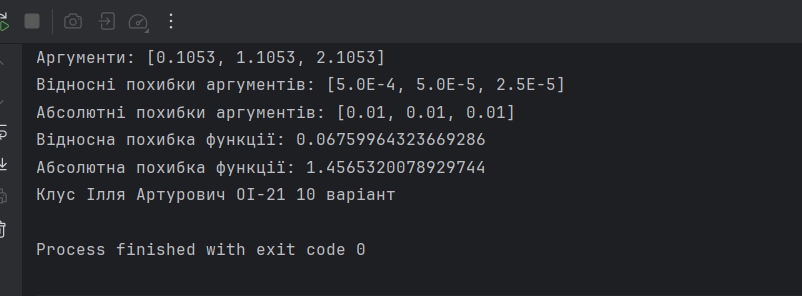 Аргументи: [0.1053, 1.1053, 2.1053]
Відносні похибки аргументів: [5.0E-4, 5.0E-5, 2.5E-5]
Абсолютні похибки аргументів: [0.01, 0.01, 0.01]
Відносна похибка функції: 0.06759964323669286
Абсолютна похибка функції: 1.4565320078929744
Клус Ілля Артурович ОІ-21 10 варіант
Process finished with exit code 0